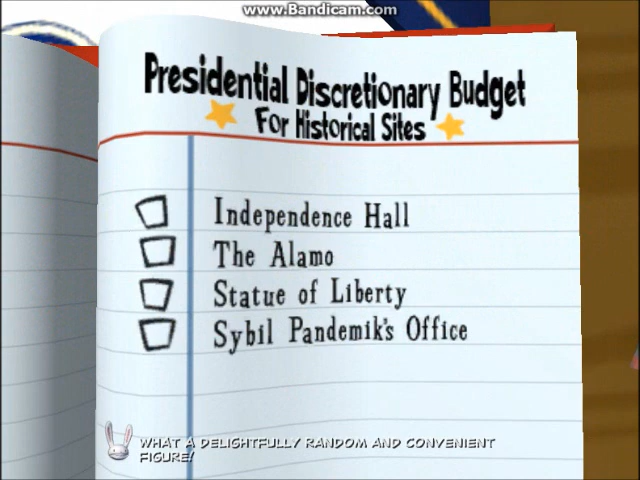 www.Bandicam.com
Presidential Discretionary Budget
For Historical Sites
Independence Hall
The Alamo
Statue of Liberty
Sybil Pandemik's Office
WHAT A DELIGHTFULLY RANDOM AND CONVENIENT
FIGURE!